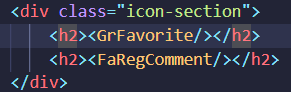 <div class="icon-section">
<h2><GrFavorite/></h2>
<h2><FaRegComment/></h2>
</div>